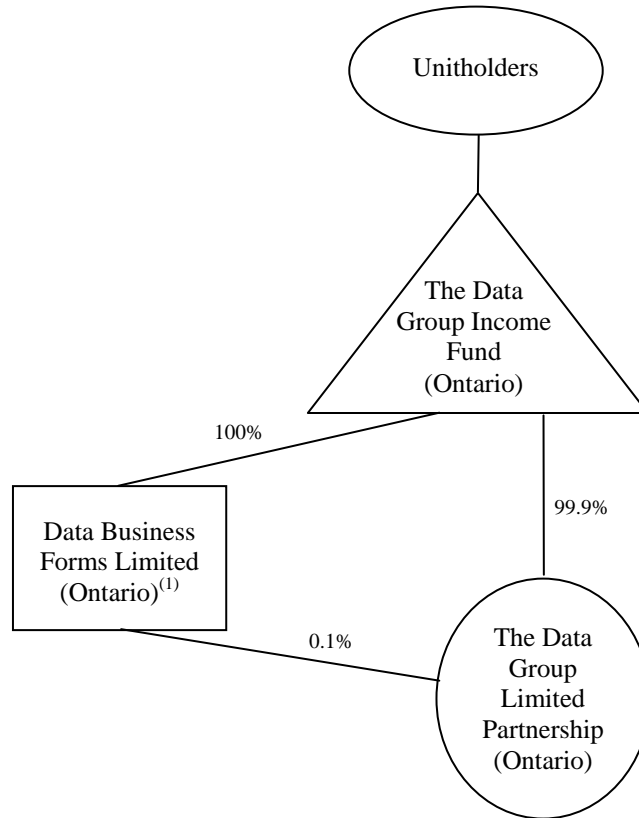 Unitholders
The Data
Group Income
Fund
(Ontario)
100%
99.9%
Data Business
Forms Limited
(Ontario)(1)
0.1%
The Data
Group
Limited
Partnership
(Ontario)